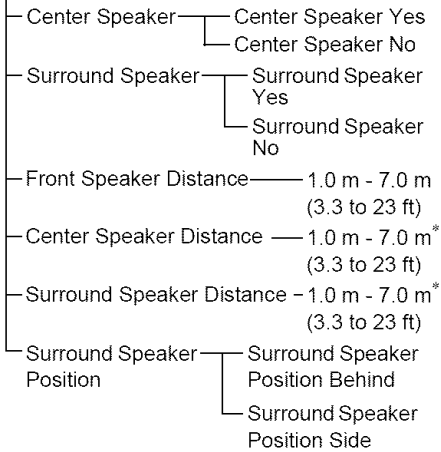 Center Speaker Center Speaker Yes
Center Speaker No
Surround Speaker Surround Speaker
Yes
Surround Speaker
No
Front Speaker Distance 1.0 m - 7.0 m
(3.3 to 23 ft)
Center Speaker Distance 1.0 m - 7.0 m*
(3.3 to 23 ft)
Surround Speaker Distance 1.0 m - 7.0 m*
(3.3 to 23 ft)
Surround Speaker Surround Speaker
Position Position Behind
Surround Speaker
Position Side